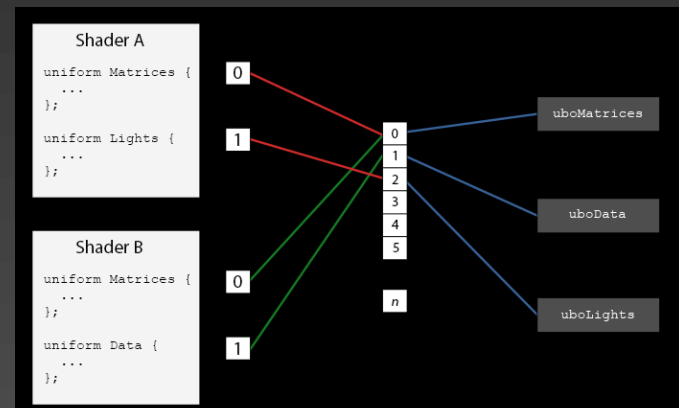 Shader A
uniform Matrices {
...
};
uniform Lights {
...
};
0
1
Shader B
uniform Matrices {
...
};
uniform Data {
...
};
0
1
0
1
2
3
4
5
n
uboMatrices
uboData
uboLights